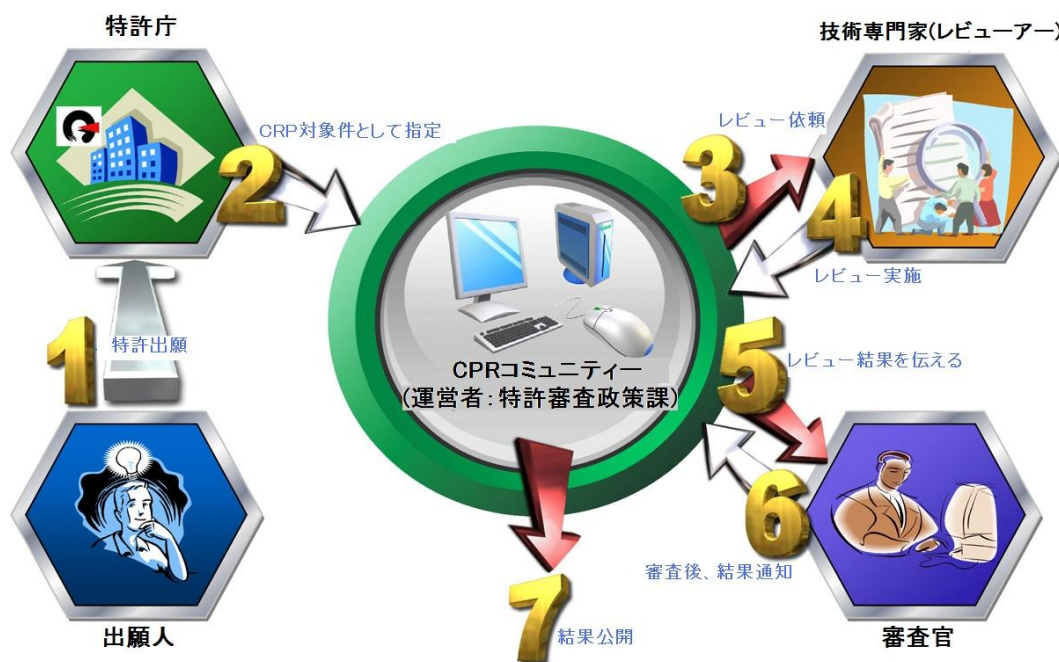 特許庁
技術専門家(レビューアー)
2
CRP対象件として指定
3
レビュー依頼
4
レビュー実施
1
特許出願
CPRコミュニティー
(運営者:特許審査政策課)
5
レビュー結果を伝える
6
審査後、結果通知
7
結果公開
出願人
審査官